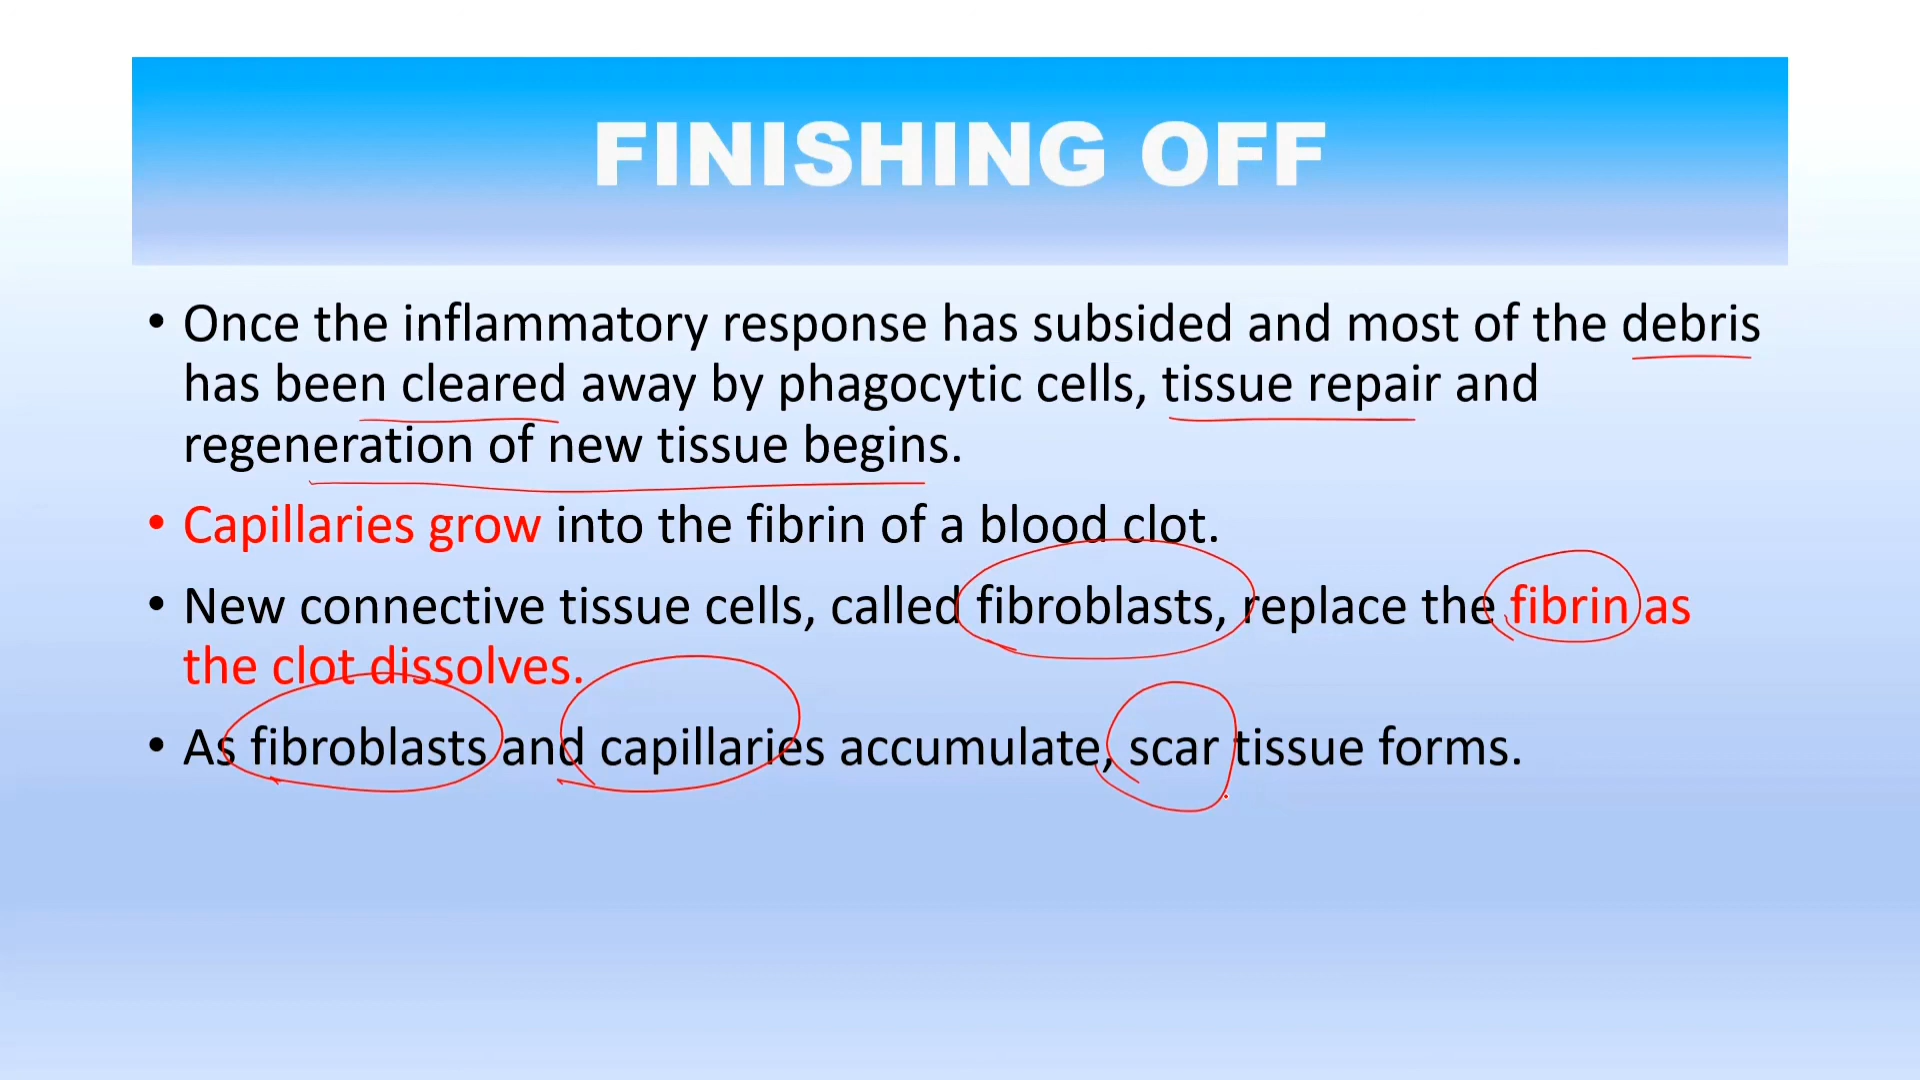 FINISHING OFF
• Once the inflammatory response has subsided and most of the debris
has been cleared away by phagocytic cells, tissue repair and
regeneration of new tissue begins.
• Capillaries grow into the fibrin of a blood clot.
• New connective tissue cells, called fibroblasts, replace the fibrin as
the clot dissolves.
• As fibroblasts and capillaries accumulate, scar tissue forms.